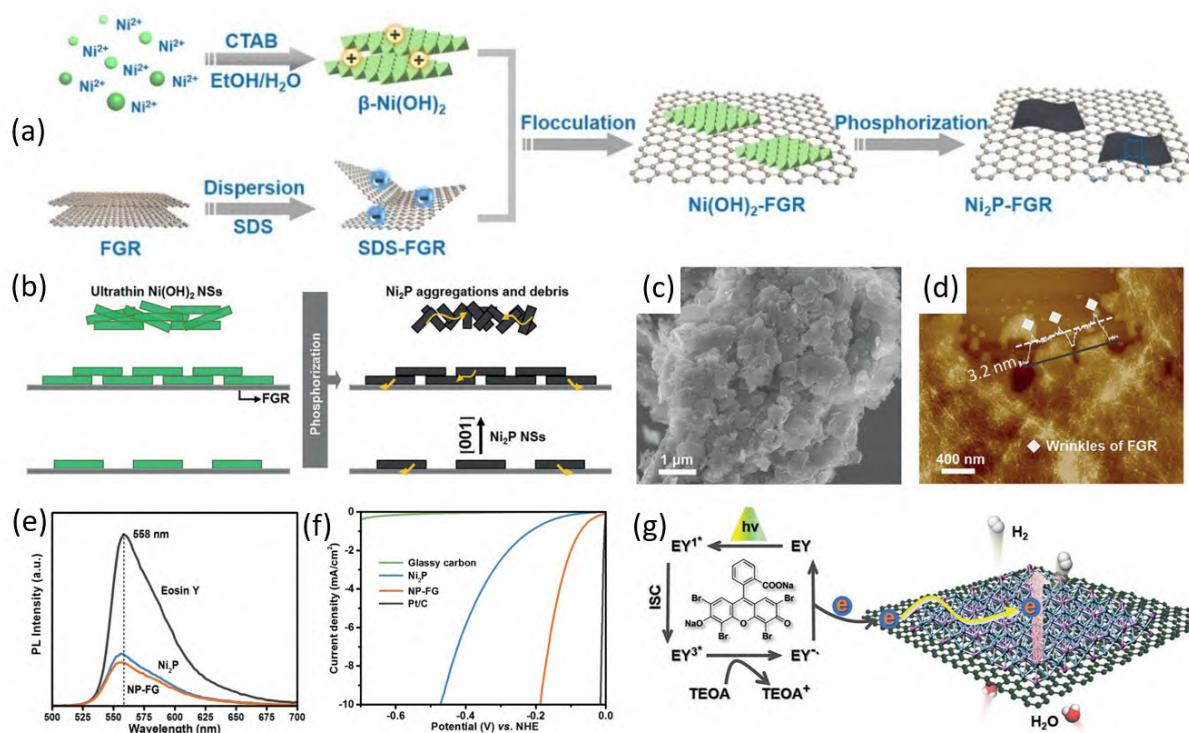 (a)
Ni²⁺
Ni²⁺
Ni²⁺
Ni²⁺
Ni²⁺
Ni²⁺
Ni²⁺
CTAB
EtOH/H₂O
+
+
+
β-Ni(OH)₂
FGR
Dispersion
SDS
SDS-FGR
Flocculation
Ni(OH)₂-FGR
Phosphorization
Ni₂P-FGR
(b)
Ultrathin Ni(OH)₂ NSs
FGR
Phosphorization
Ni₂P aggregations and debris
[001]
Ni₂P NSs
(c)
1 μm
(d)
3.2 nm
Wrinkles of FGR
400 nm
(e)
558 nm
Eosin Y
Ni₂P
NP-FG
PL Intensity (a.u.)
500 525 550 575 600 625 650 675 700
Wavelength (nm)
(f)
Glassy carbon
Ni₂P
NP-FG
Pt/C
Current density (mA/cm²)
0
-2
-4
-6
-8
-10
-0.6 -0.4 -0.2 0.0
Potential (V) vs. NHE
(g)
hν
EY¹*
EY
ISC
COONa
Br
Br
NaO
O
O
Br
Br
EY³*
EY⁻·
TEOA
TEOA⁺
e
e
e
H₂
H₂O